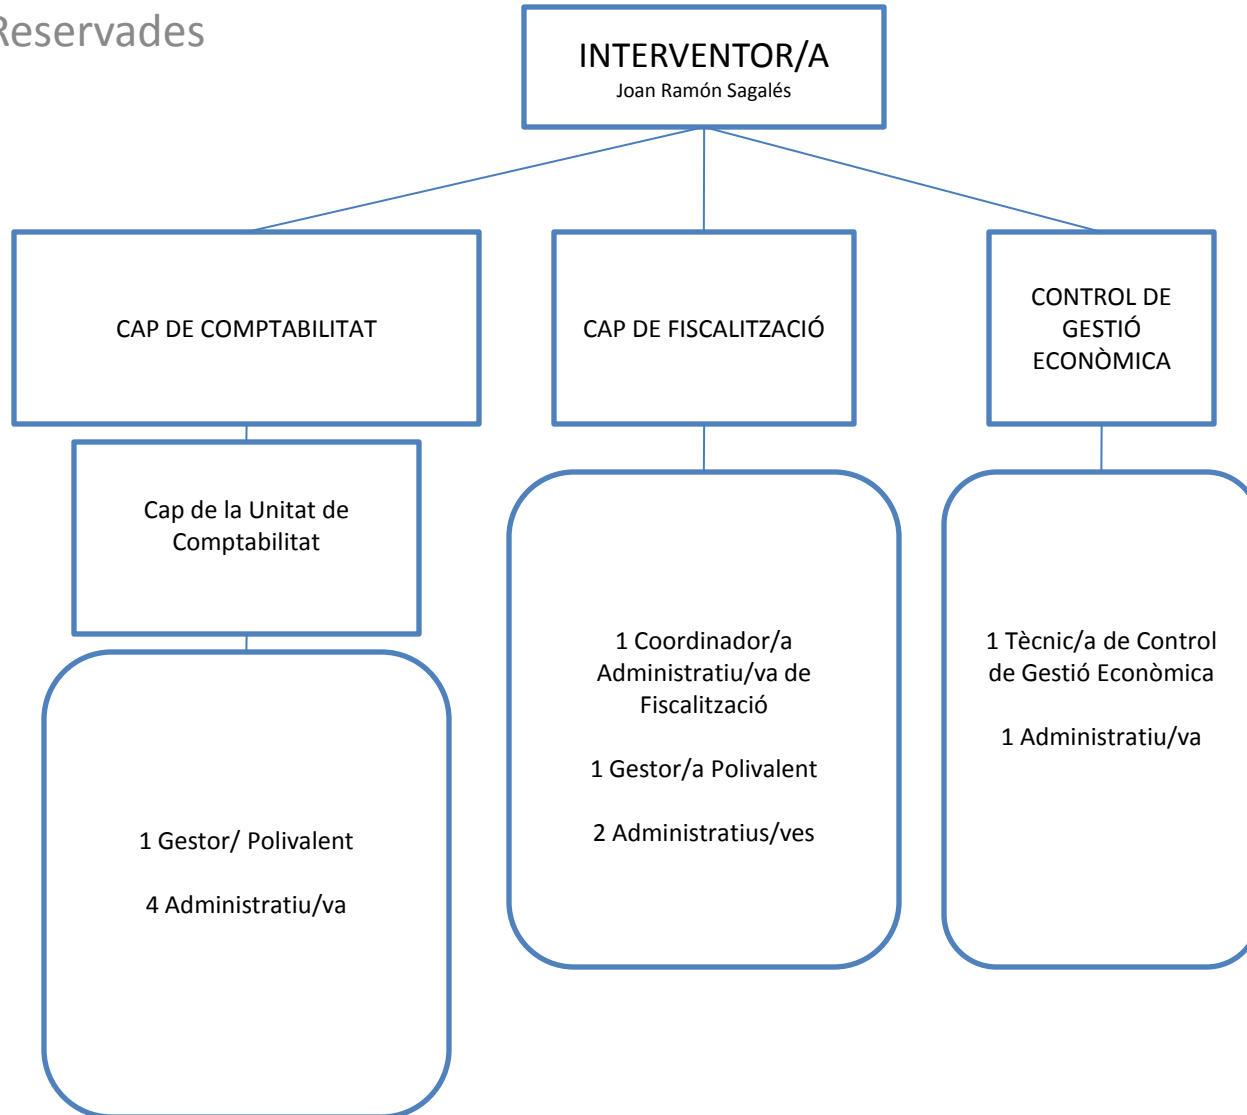 Reservades
INTERVENTOR/A
Joan Ramón Sagalés
CAP DE COMPTABILITAT
CAP DE FISCALITZACIÓ
CONTROL DE
GESTIÓ
ECONÒMICA
Cap de la Unitat de
Comptabilitat
1 Gestor/ Polivalent
4 Administratiu/va
1 Coordinador/a
Administratiu/va de
Fiscalització
1 Gestor/a Polivalent
2 Administratius/ves
1 Tècnic/a de Control
de Gestió Econòmica
1 Administratiu/va